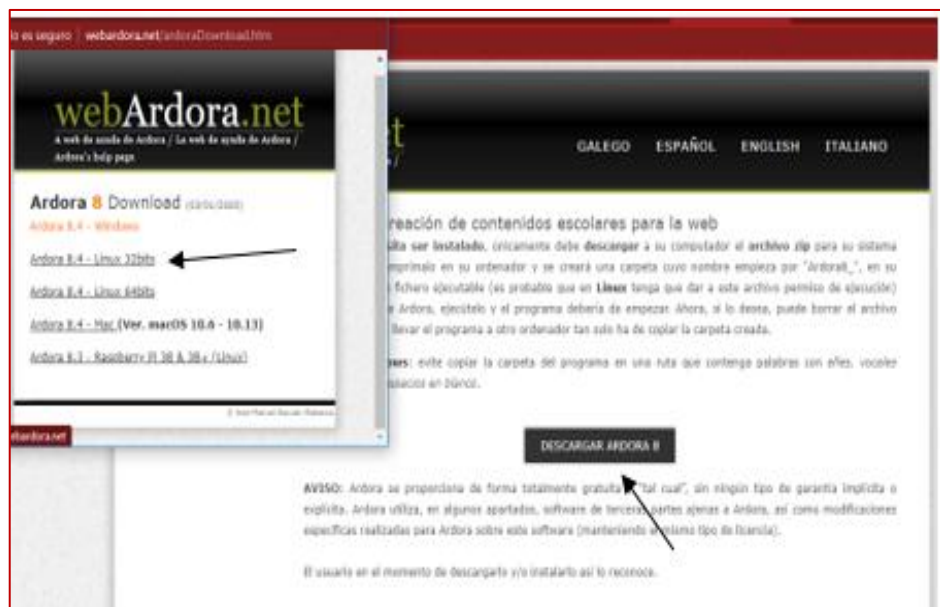 lo es seguro | webardora.net/ardoraDownload.htm
webArdora.net
A web de axuda de Ardora / La web de ayuda de Ardora /
Ardora's help page
Ardora 8 Download
Ardora 8.4 - Windows
Ardora 8.4 - Linux 32bits
Ardora 8.4 - Linux 64bits
Ardora 8.4 - Mac (Ver. macOS 10.6 - 10.13)
Ardora 8.3 - Raspberry PI 3B & 3B+ (Linux)
ebardora.net
et
GALEGO ESPAÑOL ENGLISH ITALIANO
reación de contenidos escolares para la web
sita ser instalado, únicamente debe descargar a su computador el archivo zip para su sistema
mprímalo en su ordenador y se creará una carpeta cuyo nombre empieza por "Ardora8_", en su
fichero ejecutable (es probable que en Linux tenga que dar a este archivo permiso de ejecución)
e Ardora, ejecútelo y el programa debería de empezar. Ahora, si lo desea, puede borrar el archivo
llevar el programa a otro ordenador tan solo ha de copiar la carpeta creada.
evite copiar la carpeta del programa en una ruta que contenga palabras con eñes, vocales
espacios en blanco.
DESCARGAR ARDORA 8
AVISO: Ardora se proporciona de forma totalmente gratuita "tal cual", sin ningún tipo de garantía implícita o
explícita. Ardora utiliza, en algunos apartados, software de terceras partes ajenas a Ardora, así como modificaciones
específicas realizadas para Ardora sobre este software (manteniendo el mismo tipo de licencia).
El usuario en el momento de descargarlo y/o instalarlo así lo reconoce.